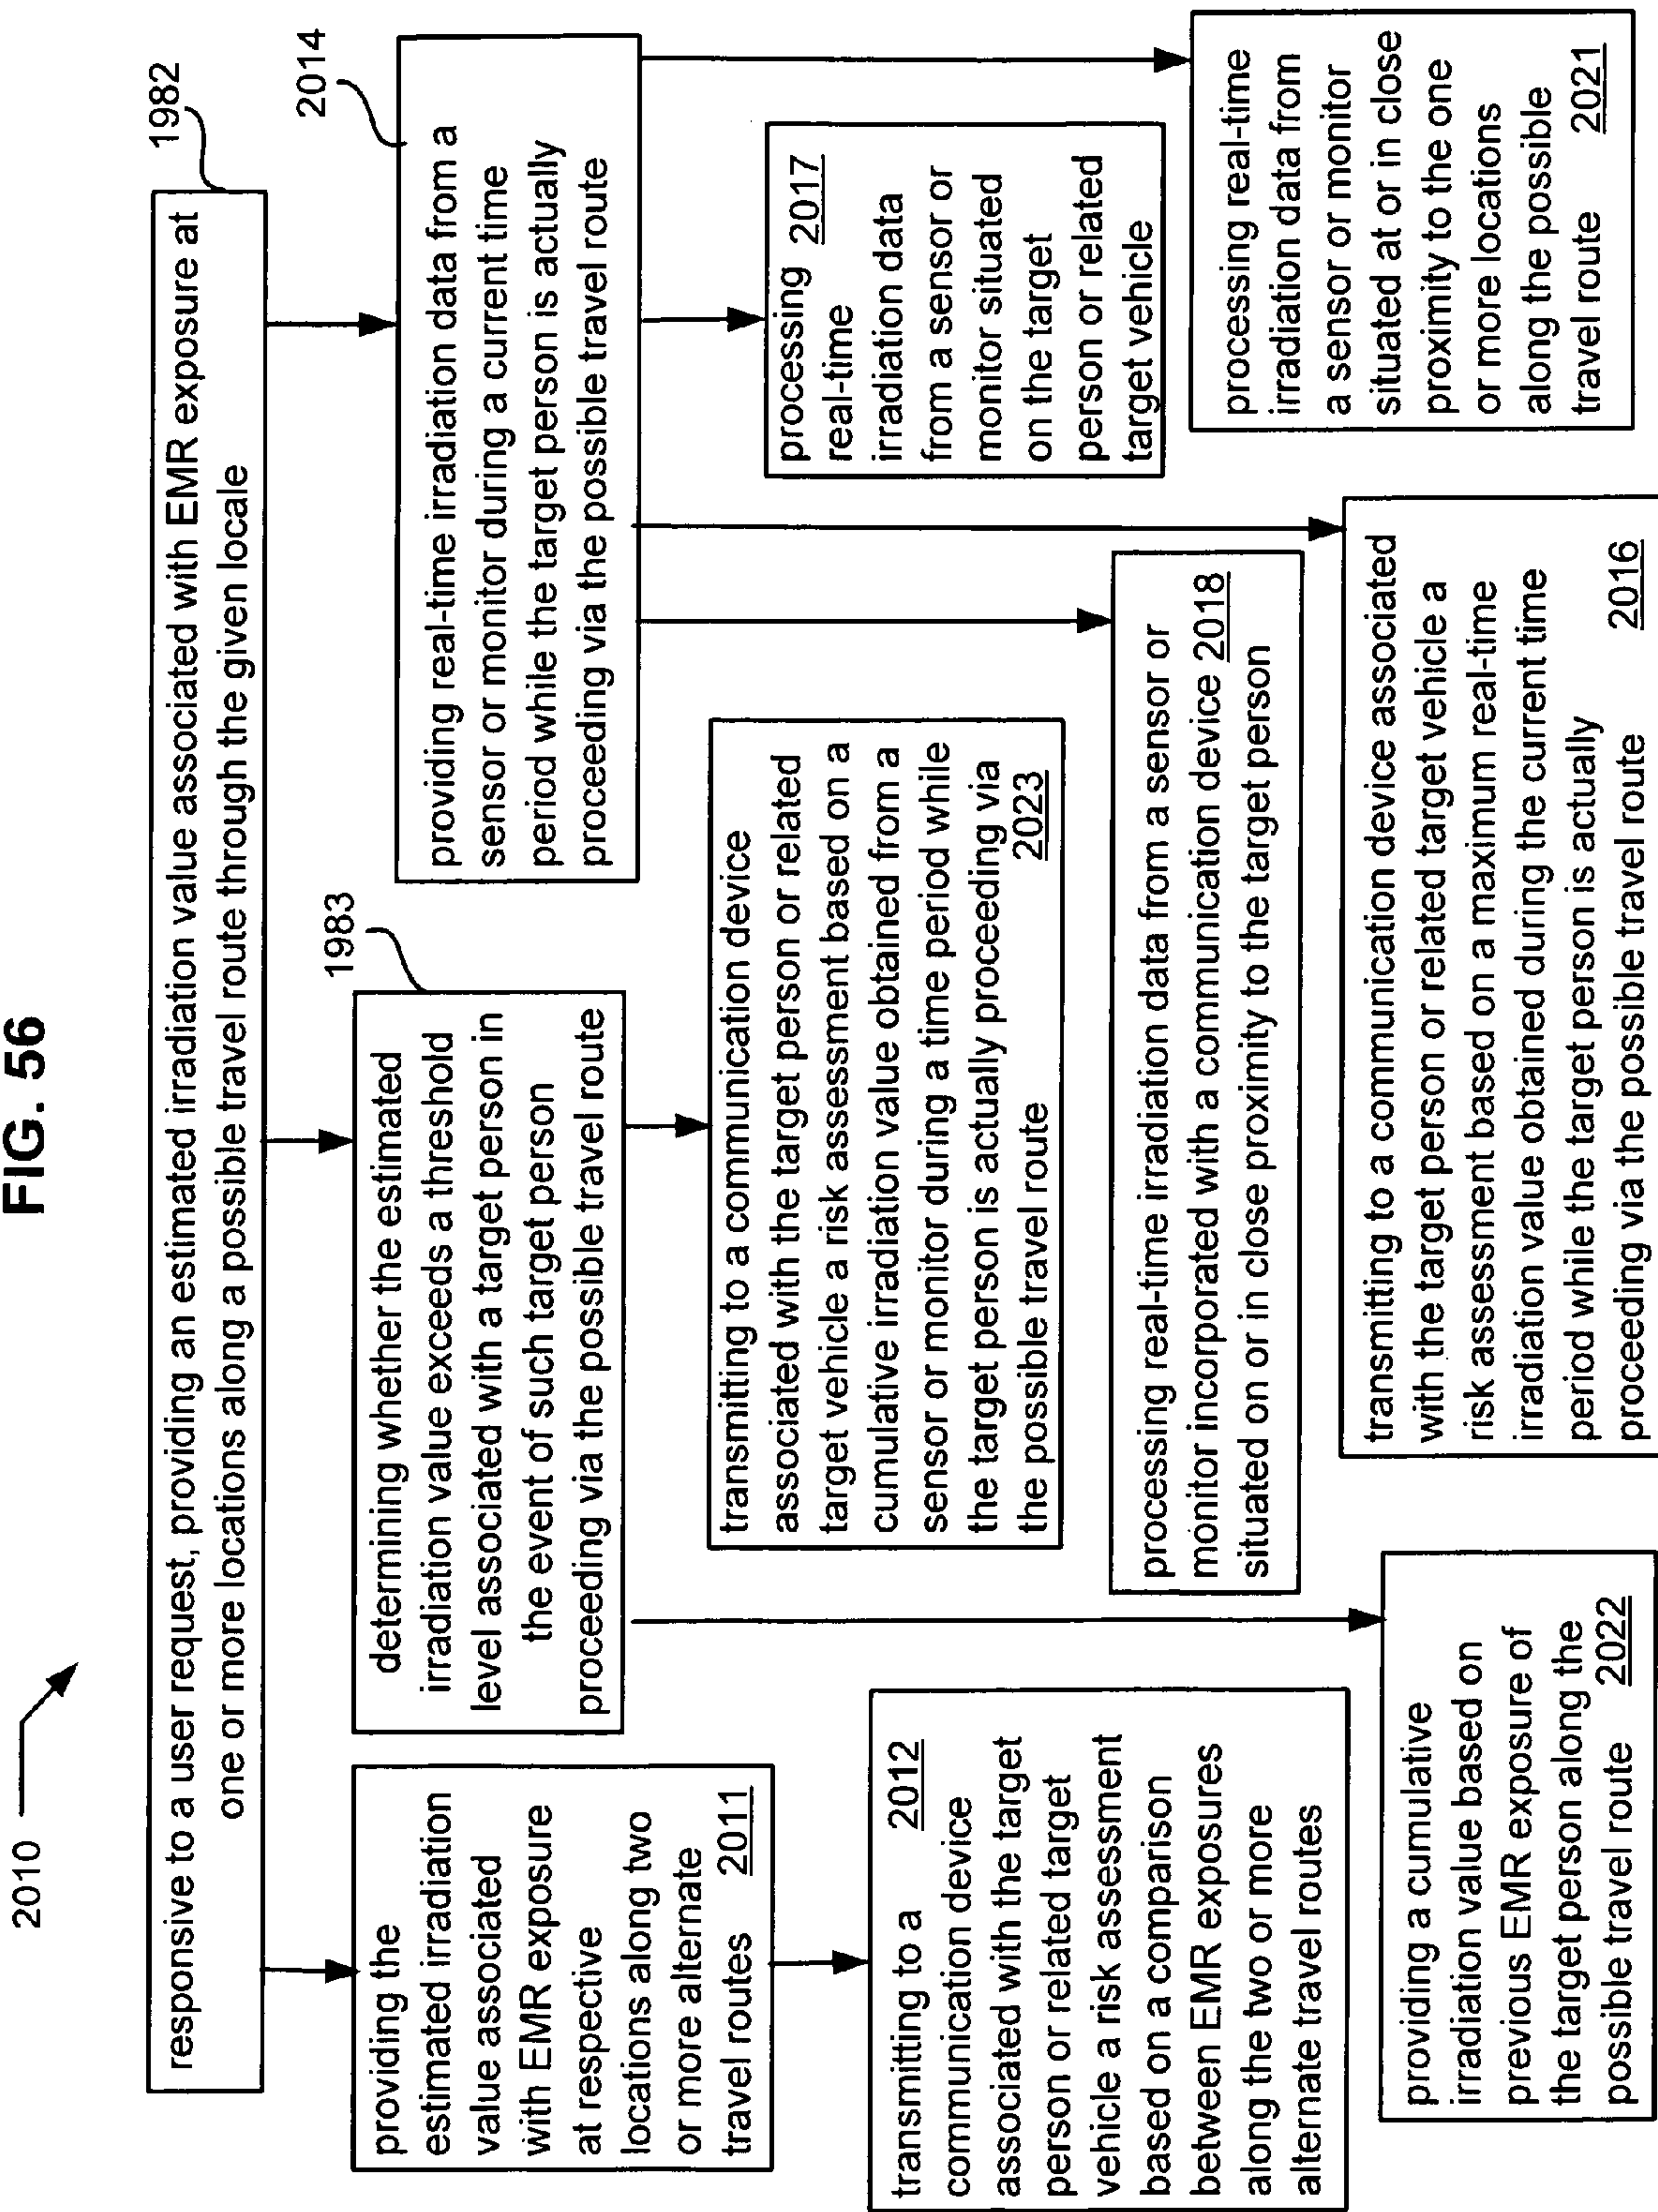 FIG. 56
2010
1982
responsive to a user request, providing an estimated irradiation value associated with EMR exposure at
one or more locations along a possible travel route through the given locale
providing the
estimated irradiation
value associated
with EMR exposure
at respective
locations along two
or more alternate
travel routes 2011
1983
determining whether the estimated
irradiation value exceeds a threshold
level associated with a target person in
the event of such target person
proceeding via the possible travel route
2014
providing real-time irradiation data from a
sensor or monitor during a current time
period while the target person is actually
proceeding via the possible travel route
transmitting to a 2012
communication device
associated with the target
person or related target
vehicle a risk assessment
based on a comparison
between EMR exposures
along the two or more
alternate travel routes
transmitting to a communication device
associated with the target person or related
target vehicle a risk assessment based on a
cumulative irradiation value obtained from a
sensor or monitor during a time period while
the target person is actually proceeding via
the possible travel route 2023
processing 2017
real-time
irradiation data
from a sensor or
monitor situated
on the target
person or related
target vehicle
processing real-time irradiation data from a sensor or
monitor incorporated with a communication device 2018
situated on or in close proximity to the target person
processing real-time
irradiation data from
a sensor or monitor
situated at or in close
proximity to the one
or more locations
along the possible
travel route 2021
providing a cumulative
irradiation value based on
previous EMR exposure of
the target person along the
possible travel route 2022
transmitting to a communication device associated
with the target person or related target vehicle a
risk assessment based on a maximum real-time
irradiation value obtained during the current time
period while the target person is actually
proceeding via the possible travel route 2016